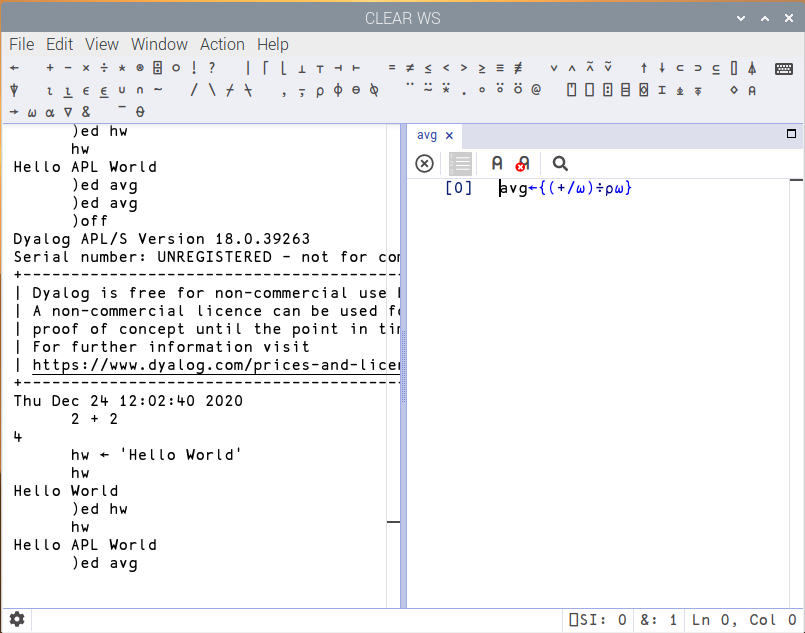 CLEAR WS
File Edit View Window Action Help
← + - × ÷ * ⍟ ⌹ ○ ! ? | ⌈ ⌊ ⊥ ⊤ ⊣ ⊢ = ≠ ≤ < > ≥ ≡ ≢ ∨ ∧ ⍲ ⍱ ↑ ↓ ⊂ ⊃ ⊆ ⌷ ⍋
⍒ ⍳ ⍸ ∊ ⍷ ∪ ∩ ~ / \ ⌿ ⍀ , ⍪ ⍴ ⌽ ⊖ ⍉ ¨ ⍨ ⍣ . ∘ ⍤ ⍥ @ ⍞ ⎕ ⍠ ⌸ ⌺ ⌶ ⍎ ⍕ ⋄ ⍝
→ ⍵ ⍺ ∇ & ¯ ⍬
)ed hw
hw
Hello APL World
)ed avg
)ed avg
)off
Dyalog APL/S Version 18.0.39263
Serial number: UNREGISTERED - not for com
+----------------------------------------
| Dyalog is free for non-commercial use
| A non-commercial licence can be used fo
| proof of concept until the point in tim
| For further information visit
| https://www.dyalog.com/prices-and-licen
+----------------------------------------
Thu Dec 24 12:02:40 2020
2 + 2
4
hw ← 'Hello World'
hw
Hello World
)ed hw
hw
Hello APL World
)ed avg
avg ×
[0] avg←{(+/⍵)÷⍴⍵}
⎕SI: 0 &: 1 Ln 0, Col 0